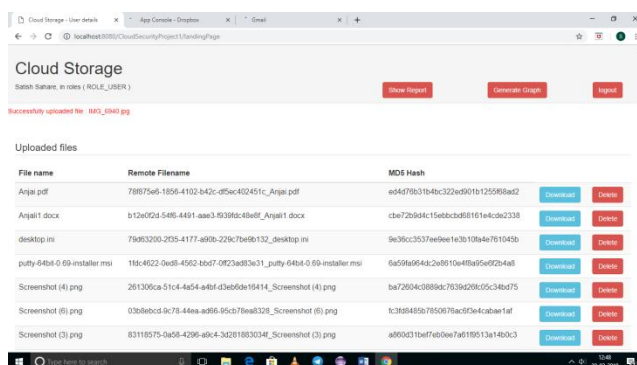 Cloud Storage - User details
App Console - Dropbox
Gmail
localhost:8080/CloudSecurityProject1/landingPage
Cloud Storage
Satish Sahare, in roles ( ROLE_USER )
Show Report
Generate Graph
logout
Successfully uploaded file : IMG_6940.jpg
Uploaded files
File name Remote Filename MD5 Hash
Anjai.pdf 78f875e6-1856-4102-b42c-df5ec402451c_Anjai.pdf ed4d76b31b4bc322ed901b1255f68ad2 Download Delete
Anjali1.docx b12e0f2d-54f6-4491-aae3-f939fdc48e8f_Anjali1.docx cbe72b9d4c15ebbcbd68161e4cde2338 Download Delete
desktop.ini 79d63200-2f35-4177-a90b-229c7be9b132_desktop.ini 9e36cc3537ee9ee1e3b10fa4e761045b Download Delete
putty-64bit-0.69-installer.msi 1fdc4622-0ed8-4562-bbd7-0ff23ad83e31_putty-64bit-0.69-installer.msi 6a59fa964dc2e8610e4f8a95e6f2b4a8 Download Delete
Screenshot (4).png 261306ca-51c4-4a54-a4bf-d3eb6de16414_Screenshot (4).png ba72604c0889dc7639d26fc05c34bd75 Download Delete
Screenshot (6).png 03b8ebcd-9c78-44ea-ad66-95cb78ea8328_Screenshot (6).png fc3fd8485b7850676ac6f3e4cabae1af Download Delete
Screenshot (3).png 83118575-0a58-4296-a9c4-3d281883034f_Screenshot (3).png a860d31bef7eb0ee7a61f9513a14b0c3 Download Delete
Type here to search
12:48